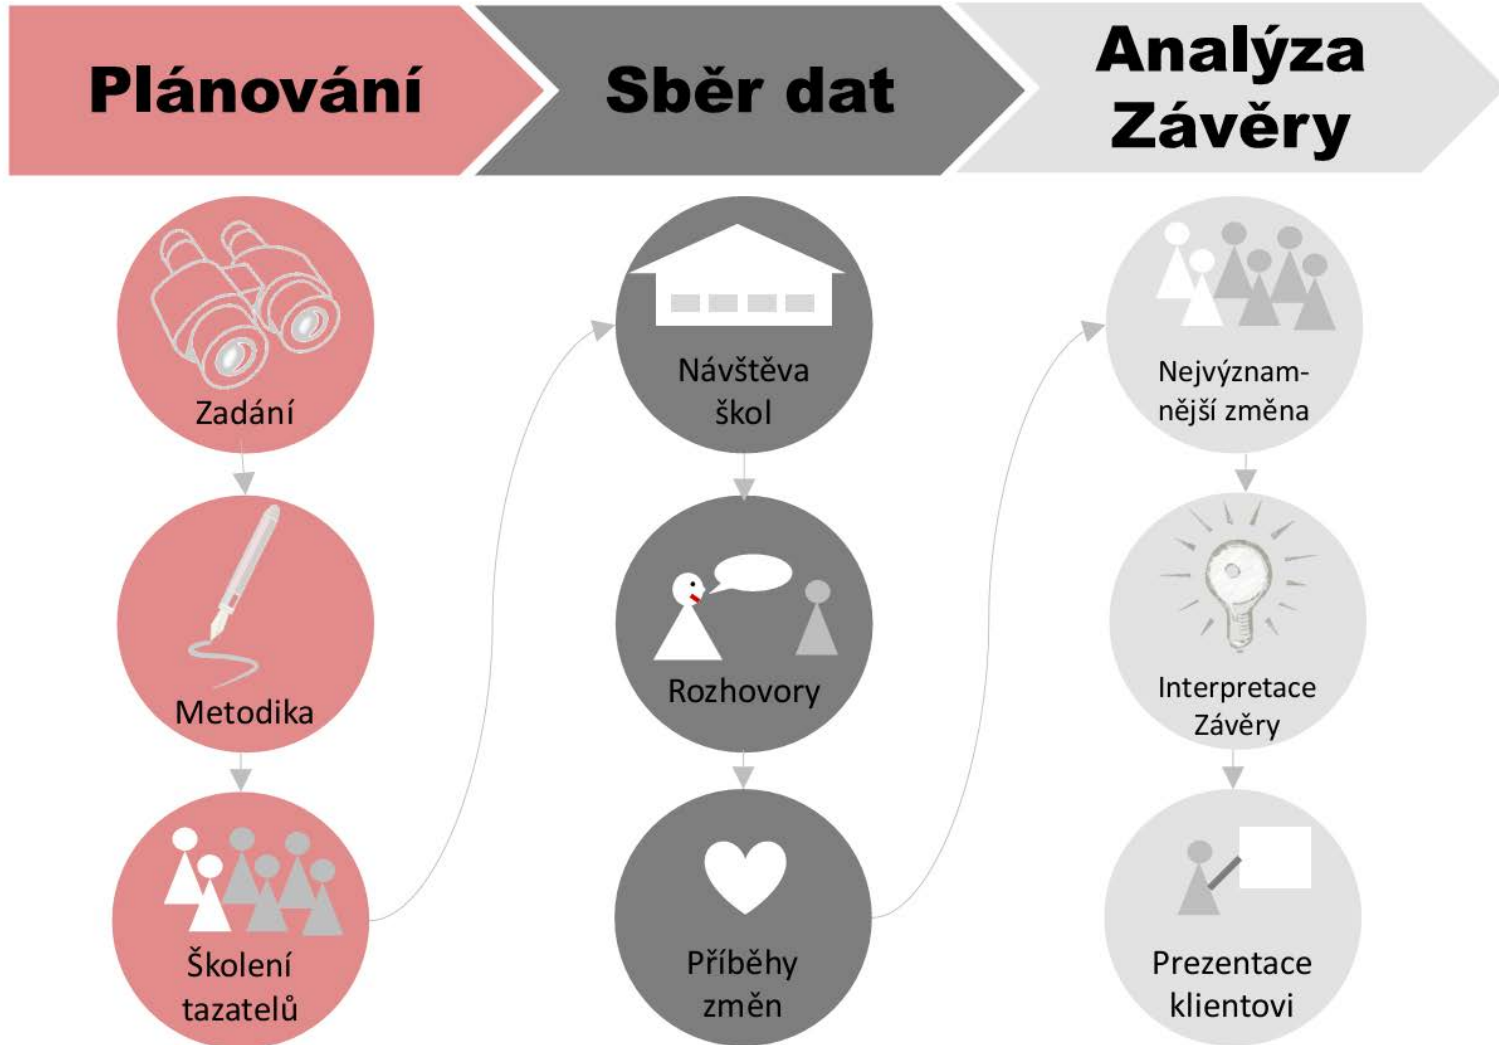 Plánování
Sběr dat
Analýza
Závěry
Zadání
Metodika
Školení
tazatelů
Návštěva
škol
Rozhovory
Příběhy
změn
Nejvýznam-
nější změna
Interpretace
Závěry
Prezentace
klientovi